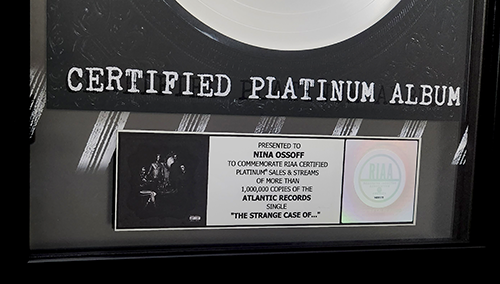 CERTIFIED PLATINUM ALBUM
PRESENTED TO
NINA OSSOFF
TO COMMEMORATE RIAA CERTIFIED
PLATINUM® SALES & STREAMS
OF MORE THAN
1,000,000 COPIES OF THE
ATLANTIC RECORDS
SINGLE
"THE STRANGE CASE OF..."
RIAA